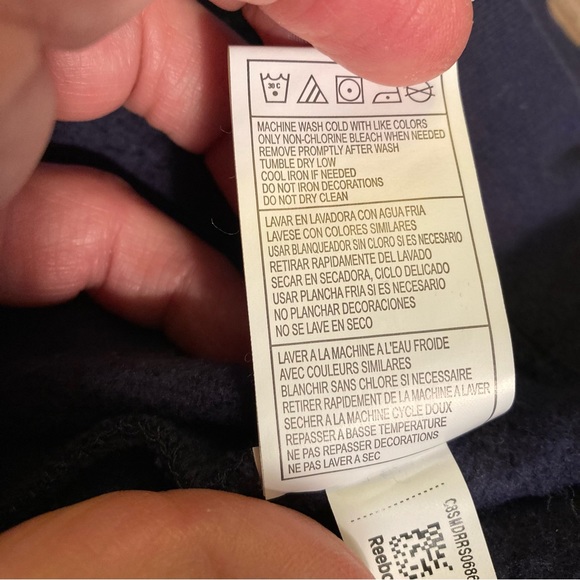 30 C
MACHINE WASH COLD WITH LIKE COLORS
ONLY NON-CHLORINE BLEACH WHEN NEEDED
REMOVE PROMPTLY AFTER WASH
TUMBLE DRY LOW
COOL IRON IF NEEDED
DO NOT IRON DECORATIONS
DO NOT DRY CLEAN
LAVAR EN LAVADORA CON AGUA FRIA
LAVESE CON COLORES SIMILARES
USAR BLANQUEADOR SIN CLORO SI ES NECESARIO
RETIRAR RAPIDAMENTE DEL LAVADO
SECAR EN SECADORA, CICLO DELICADO
USAR PLANCHA FRIA SI ES NECESARIO
NO PLANCHAR DECORACIONES
NO SE LAVE EN SECO
LAVER A LA MACHINE A L'EAU FROIDE
AVEC COULEURS SIMILAIRES
BLANCHIR SANS CHLORE SI NECESSAIRE
RETIRER RAPIDEMENT DE LA MACHINE A LAVER
SECHER A LA MACHINE CYCLE DOUX
REPASSER A BASSE TEMPERATURE
NE PAS REPASSER DECORATIONS
NE PAS LAVER A SEC